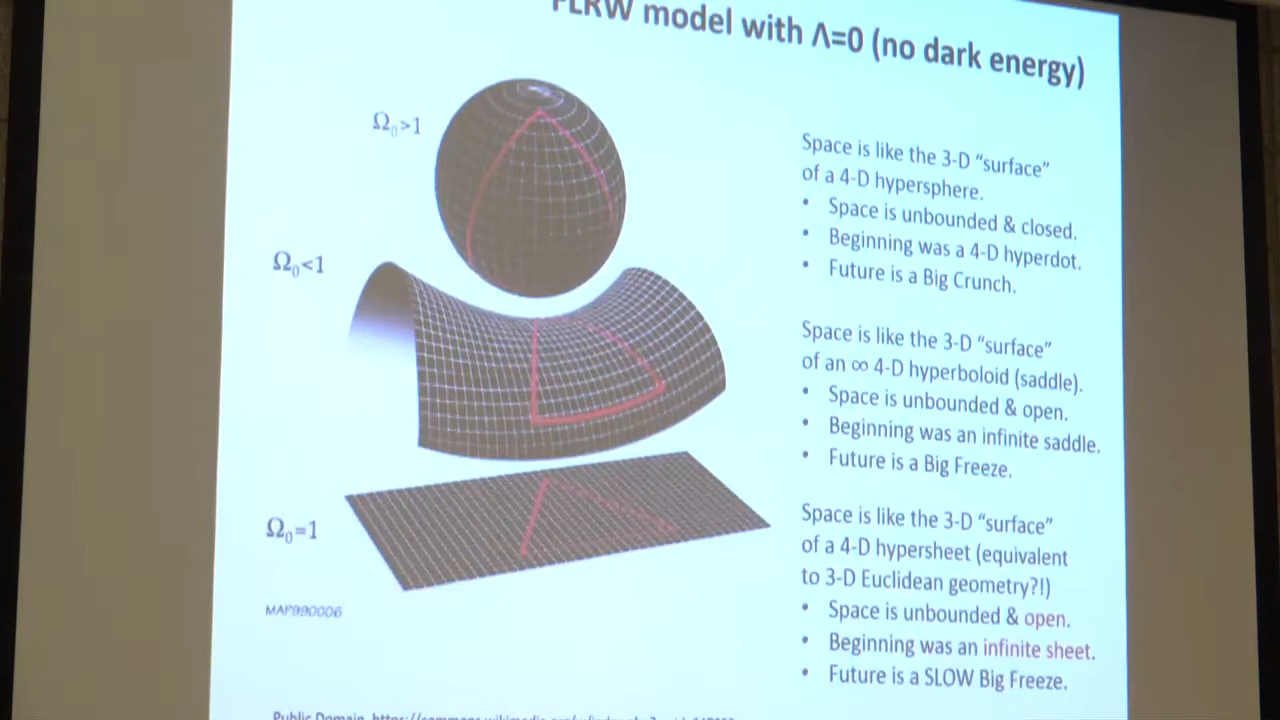 FLRW model with Λ=0 (no dark energy)
Ω₀>1
Space is like the 3-D “surface”
of a 4-D hypersphere.
• Space is unbounded & closed.
• Beginning was a 4-D hyperdot.
• Future is a Big Crunch.
Ω₀<1
Space is like the 3-D “surface”
of an ∞ 4-D hyperboloid (saddle).
• Space is unbounded & open.
• Beginning was an infinite saddle.
• Future is a Big Freeze.
Ω₀=1
Space is like the 3-D “surface”
of a 4-D hypersheet (equivalent
to 3-D Euclidean geometry?!)
• Space is unbounded & open.
• Beginning was an infinite sheet.
• Future is a SLOW Big Freeze.
MAP990006
Public Domain,